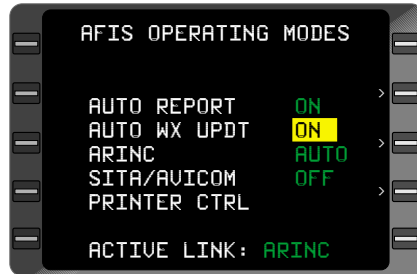 AFIS OPERATING MODES
AUTO REPORT ON >
AUTO WX UPDT ON
ARINC AUTO >
SITA/AVICOM OFF
PRINTER CTRL >
ACTIVE LINK: ARINC